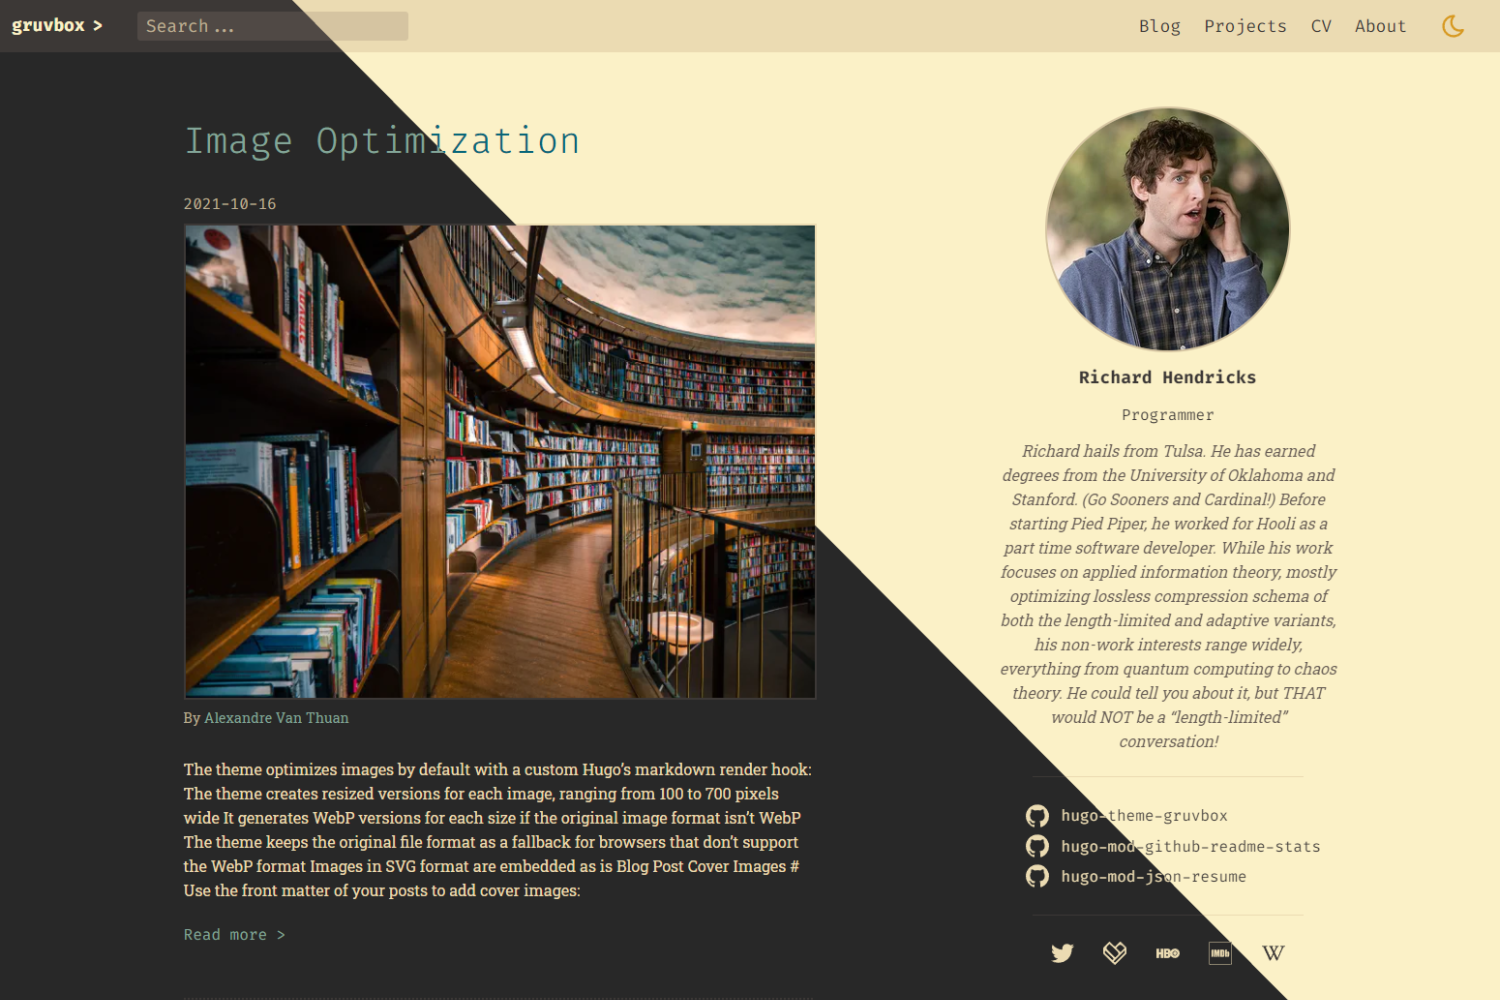 gruvbox >
Search ...
Blog Projects CV About
Image Optimization
2021-10-16
By Alexandre Van Thuan
The theme optimizes images by default with a custom Hugo’s markdown render hook:
The theme creates resized versions for each image, ranging from 100 to 700 pixels
wide It generates WebP versions for each size if the original image format isn’t WebP
The theme keeps the original file format as a fallback for browsers that don’t support
the WebP format Images in SVG format are embedded as is Blog Post Cover Images #
Use the front matter of your posts to add cover images:
Read more >
Richard Hendricks
Programmer
Richard hails from Tulsa. He has earned
degrees from the University of Oklahoma and
Stanford. (Go Sooners and Cardinal!) Before
starting Pied Piper, he worked for Hooli as a
part time software developer. While his work
focuses on applied information theory, mostly
optimizing lossless compression schema of
both the length-limited and adaptive variants,
his non-work interests range widely,
everything from quantum computing to chaos
theory. He could tell you about it, but THAT
would NOT be a “length-limited”
conversation!
hugo-theme-gruvbox
hugo-mod-github-readme-stats
hugo-mod-json-resume
HBO IMDb W